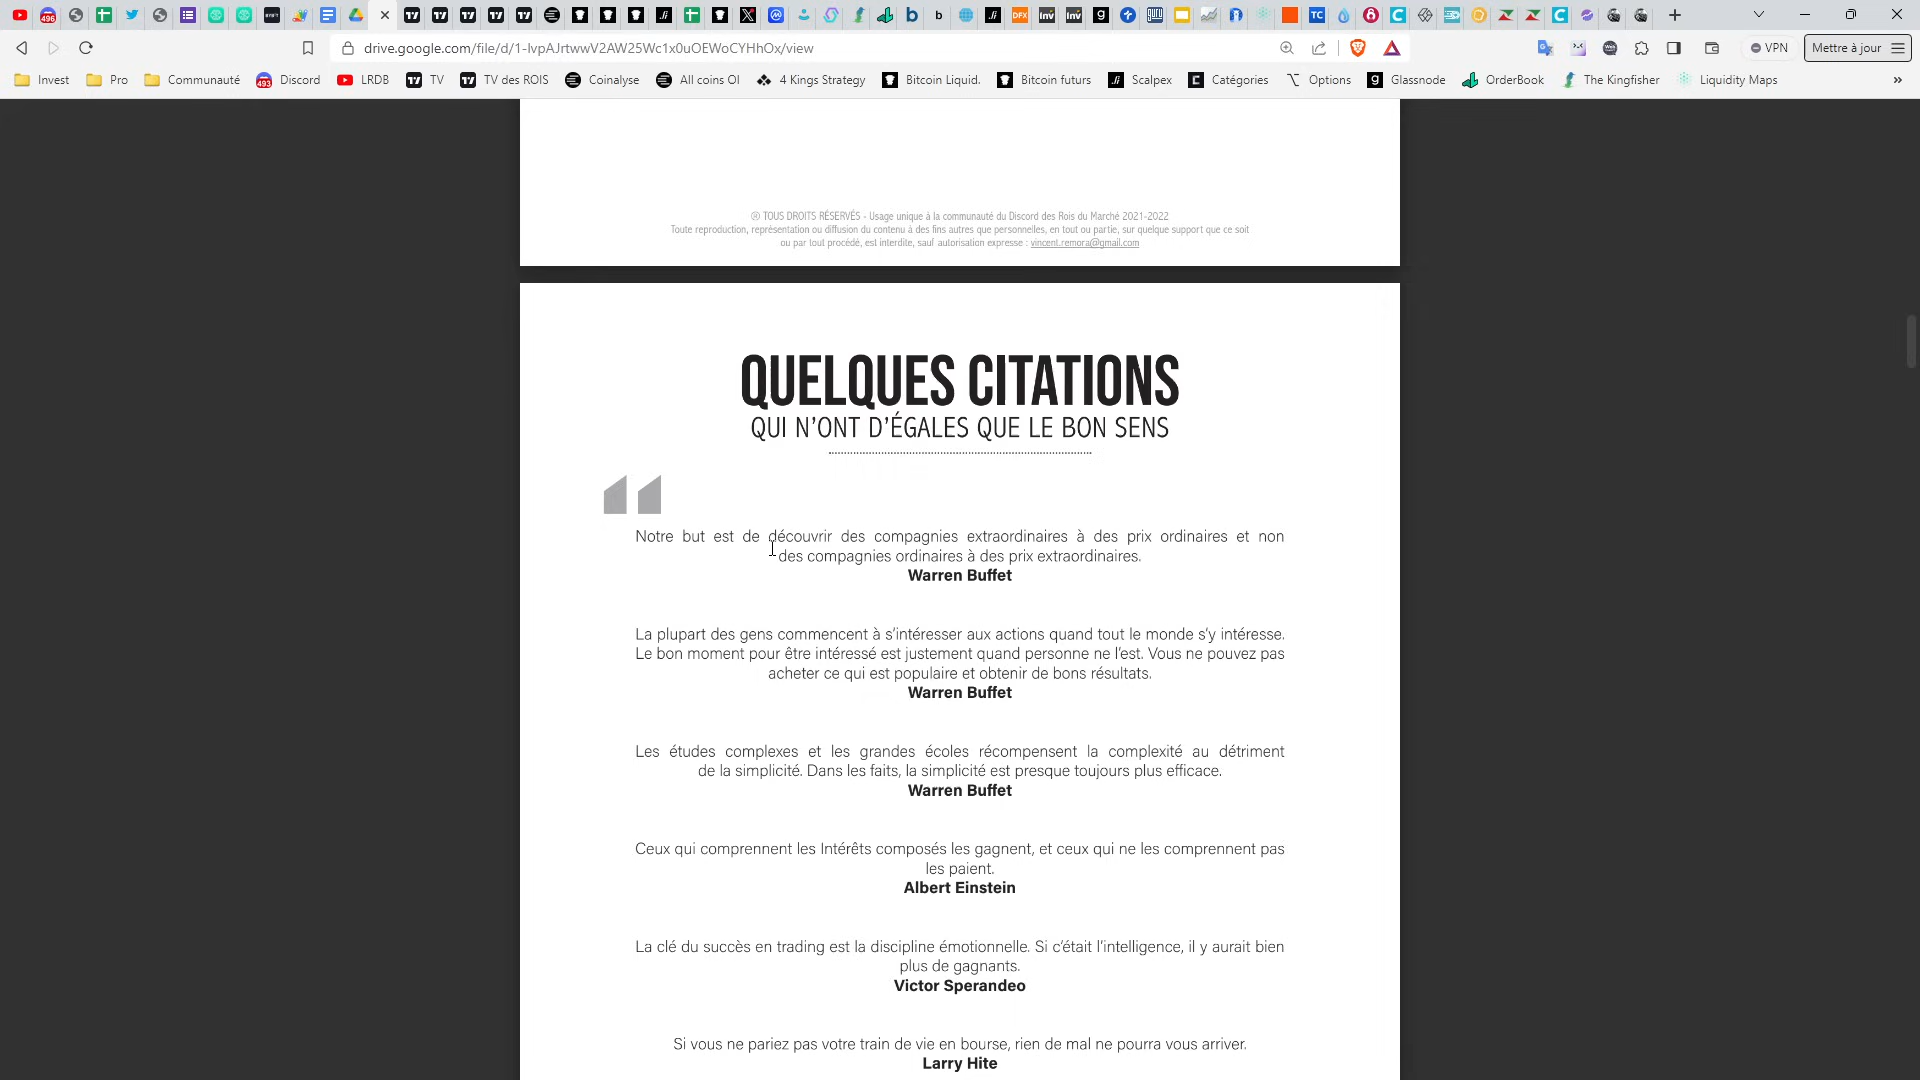 drive.google.com/file/d/1-IvpAJrtwwV2AW25Wc1x0uOEWoCYHhOx/view
VPN
Mettre à jour
Invest
Pro
Communauté
Discord
LRDB
TV
TV des ROIS
Coinalyse
All coins OI
4 Kings Strategy
Bitcoin Liquid.
Bitcoin futurs
Scalpex
Catégories
Options
Glassnode
OrderBook
The Kingfisher
Liquidity Maps
® TOUS DROITS RÉSERVÉS - Usage unique à la communauté du Discord des Rois du Marché 2021-2022
Toute reproduction, représentation ou diffusion du contenu à des fins autres que personnelles, en tout ou partie, sur quelque support que ce soit
ou par tout procédé, est interdite, sauf autorisation expresse : vincent.remora@gmail.com
QUELQUES CITATIONS
QUI N'ONT D'ÉGALES QUE LE BON SENS
Notre but est de découvrir des compagnies extraordinaires à des prix ordinaires et non
des compagnies ordinaires à des prix extraordinaires.
Warren Buffet
La plupart des gens commencent à s'intéresser aux actions quand tout le monde s'y intéresse.
Le bon moment pour être intéressé est justement quand personne ne l'est. Vous ne pouvez pas
acheter ce qui est populaire et obtenir de bons résultats.
Warren Buffet
Les études complexes et les grandes écoles récompensent la complexité au détriment
de la simplicité. Dans les faits, la simplicité est presque toujours plus efficace.
Warren Buffet
Ceux qui comprennent les Intérêts composés les gagnent, et ceux qui ne les comprennent pas
les paient.
Albert Einstein
La clé du succès en trading est la discipline émotionnelle. Si c'était l'intelligence, il y aurait bien
plus de gagnants.
Victor Sperandeo
Si vous ne pariez pas votre train de vie en bourse, rien de mal ne pourra vous arriver.
Larry Hite